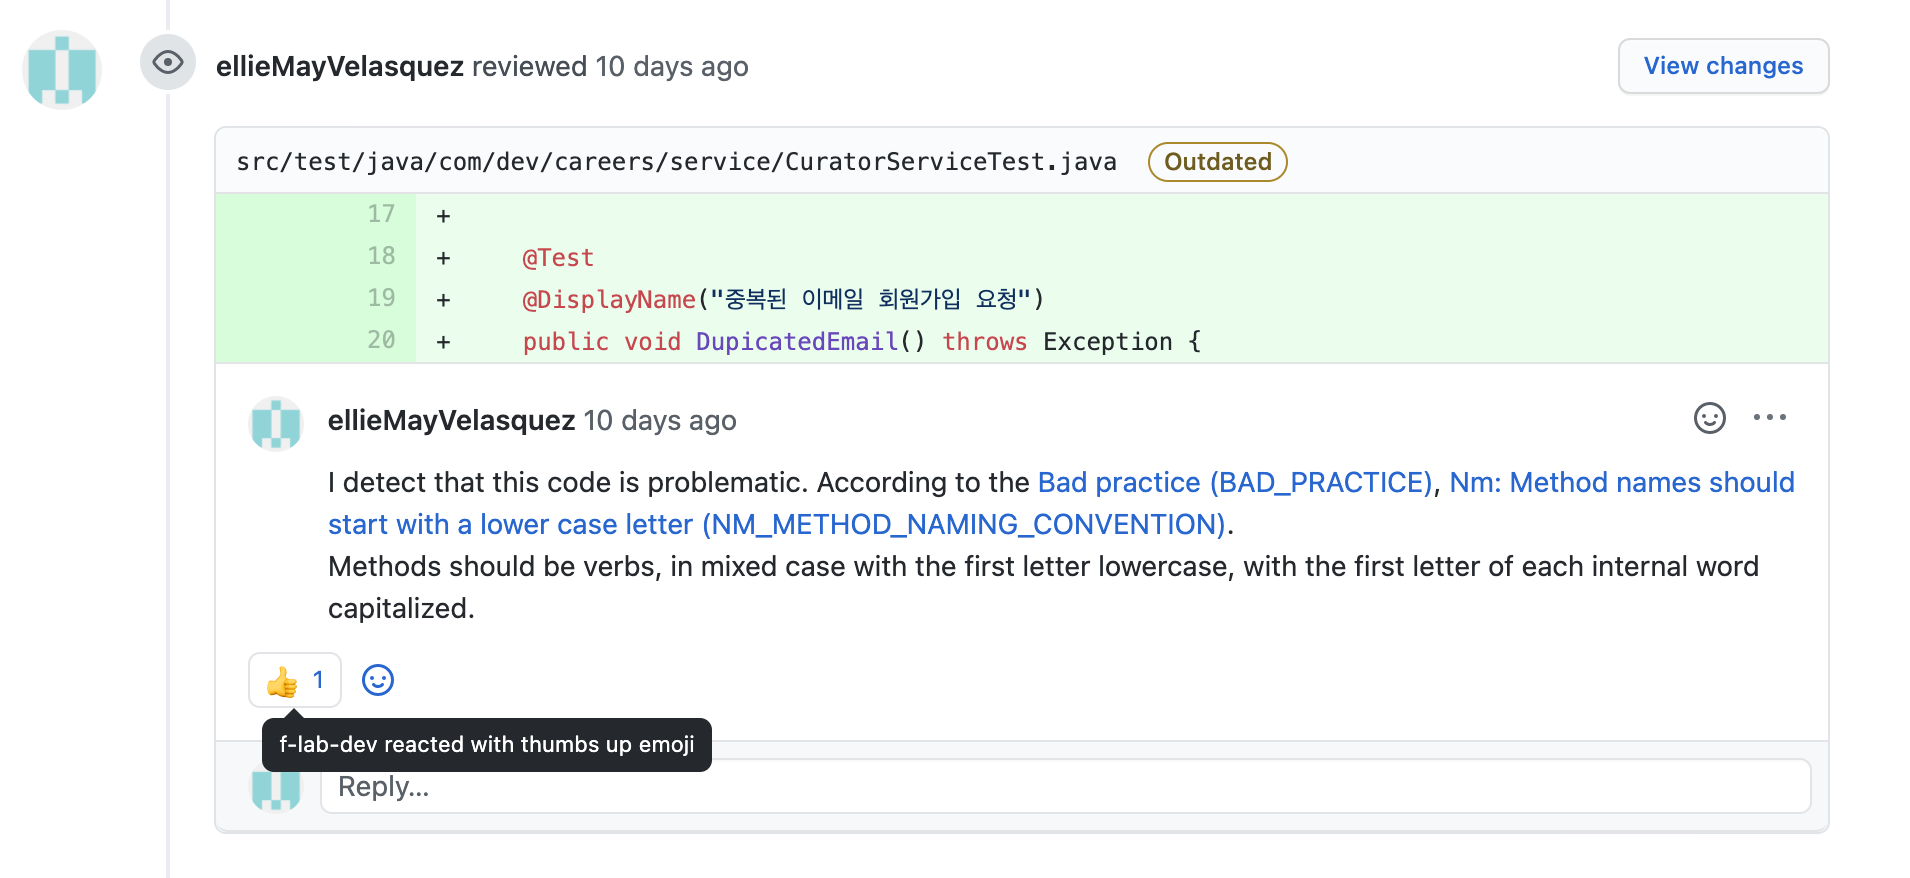 ellieMayVelasquez reviewed 10 days ago
View changes
src/test/java/com/dev/careers/service/CuratorServiceTest.java Outdated
17 +
18 + @Test
19 + @DisplayName("중복된 이메일 회원가입 요청")
20 + public void DupicatedEmail() throws Exception {
ellieMayVelasquez 10 days ago
I detect that this code is problematic. According to the Bad practice (BAD_PRACTICE), Nm: Method names should
start with a lower case letter (NM_METHOD_NAMING_CONVENTION).
Methods should be verbs, in mixed case with the first letter lowercase, with the first letter of each internal word
capitalized.
👍 1
f-lab-dev reacted with thumbs up emoji
Reply...